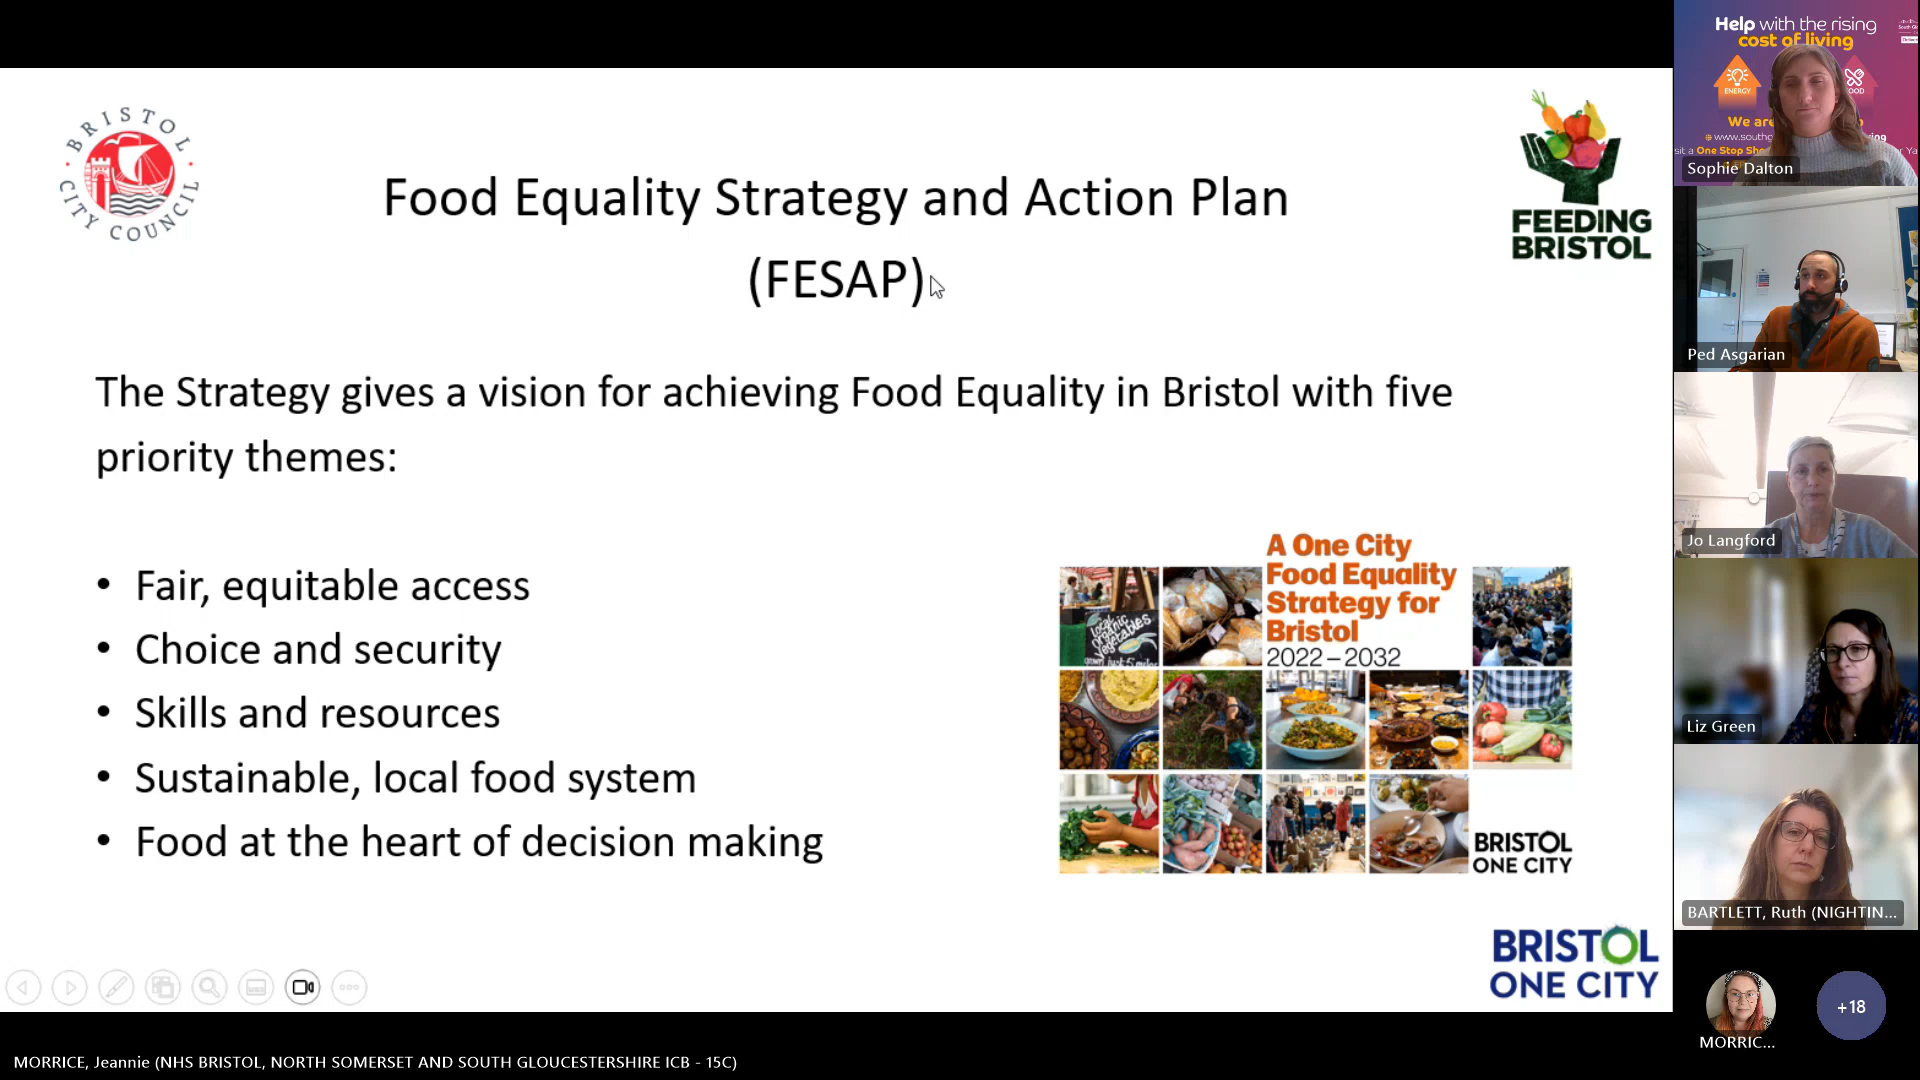 BRISTOL
CITY COUNCIL
Food Equality Strategy and Action Plan
(FESAP)
FEEDING
BRISTOL
The Strategy gives a vision for achieving Food Equality in Bristol with five
priority themes:
• Fair, equitable access
• Choice and security
• Skills and resources
• Sustainable, local food system
• Food at the heart of decision making
A One City
Food Equality
Strategy for
Bristol
2022 – 2032
local
organic
vegetables
BRISTOL
ONE CITY
BRISTOL
ONE CITY
Help with the rising
cost of living
ENERGY
We are
One Stop
Sophie Dalton
Ped Asgarian
Jo Langford
Liz Green
BARTLETT, Ruth (NIGHTIN...
MORRIC...
+18
MORRICE, Jeannie (NHS BRISTOL, NORTH SOMERSET AND SOUTH GLOUCESTERSHIRE ICB - 15C)